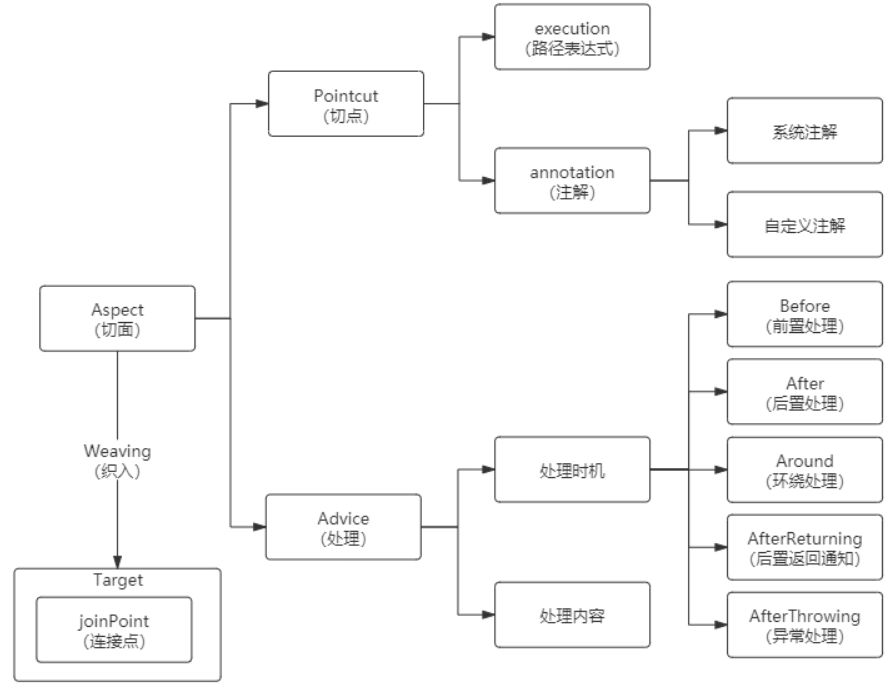 execution
(路径表达式)
Pointcut
(切点)
系统注解
annotation
(注解)
自定义注解
Aspect
(切面)
Before
(前置处理)
After
(后置处理)
Weaving
(织入)
处理时机
Around
(环绕处理)
Advice
(处理)
AfterReturning
(后置返回通知)
Target
joinPoint
(连接点)
处理内容
AfterThrowing
(异常处理)